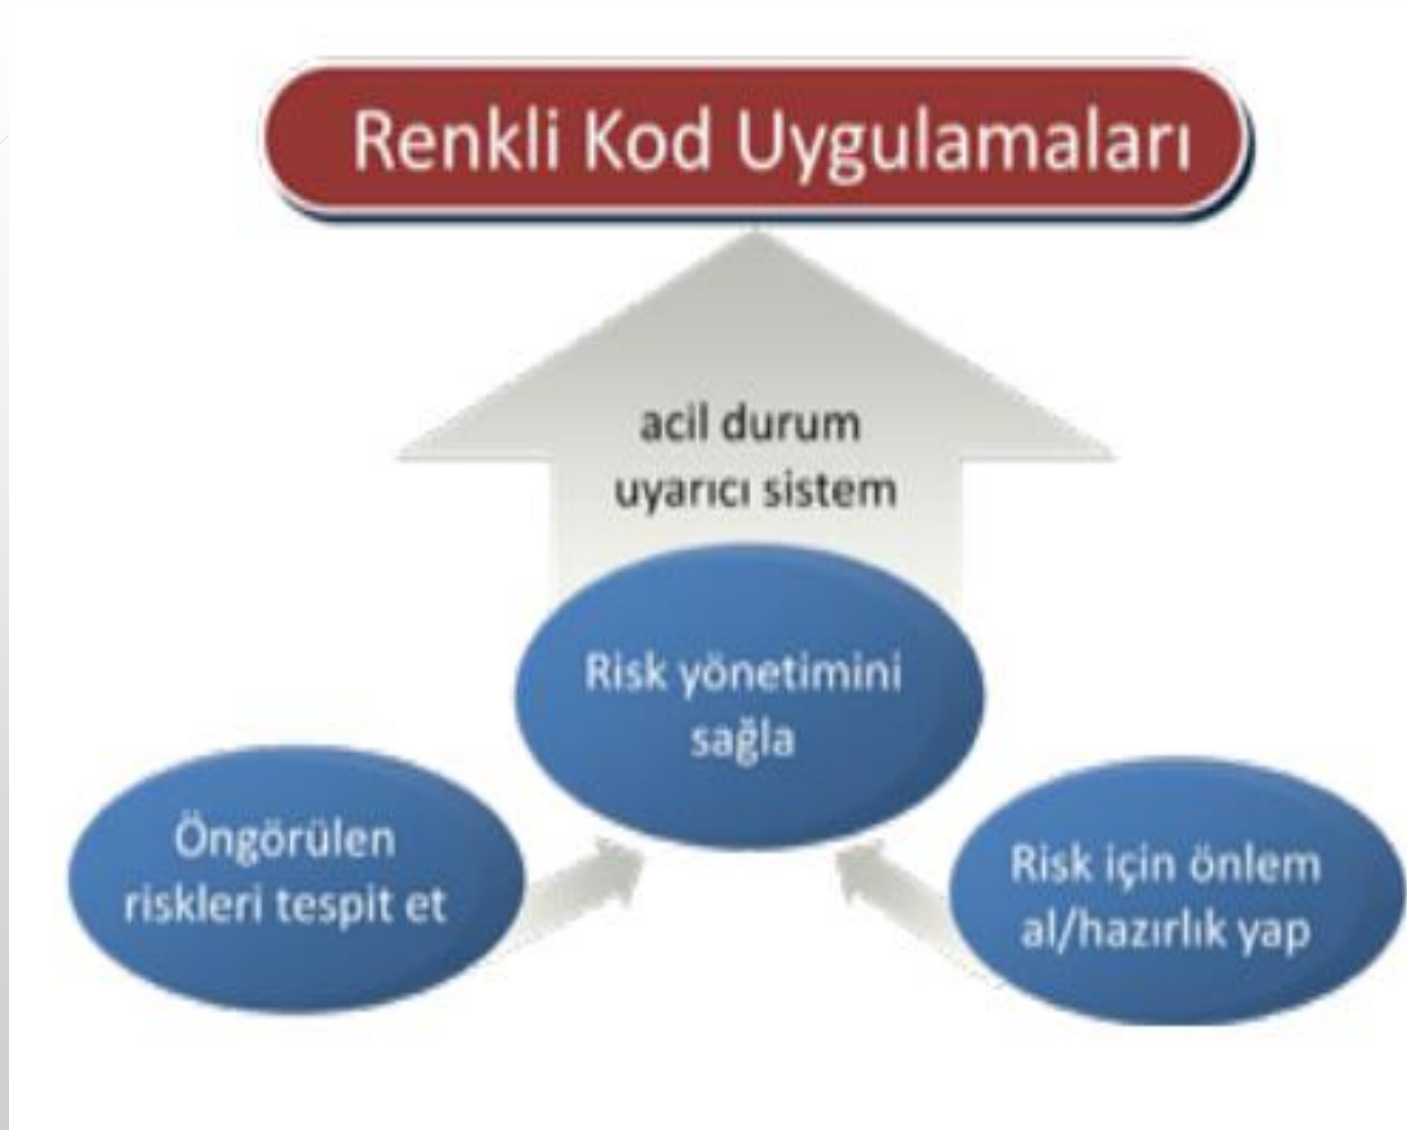 Renkli Kod Uygulamaları
acil durum
uyarıcı sistem
Risk yönetimini
sağla
Öngörülen
riskleri tespit et
Risk için önlem
al/hazırlık yap